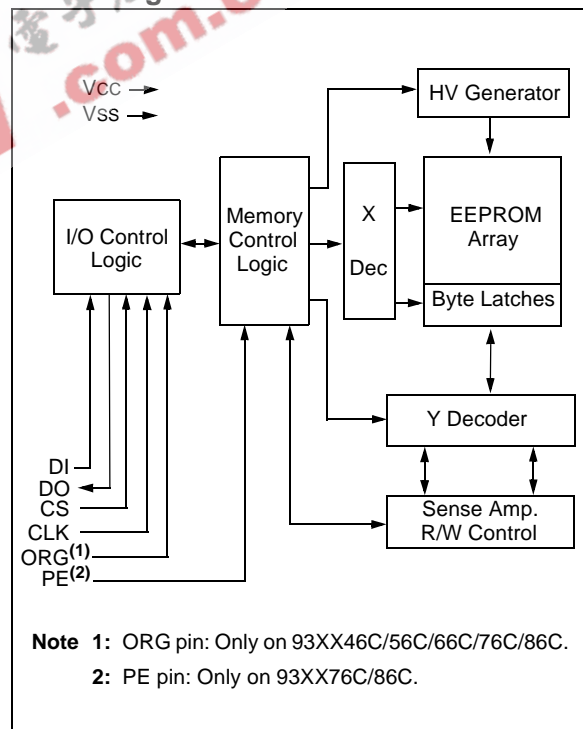 .com.c
Vcc
Vss
HV Generator
I/O Control
Logic
Memory
Control
Logic
X
Dec
EEPROM
Array
Byte Latches
Y Decoder
Sense Amp.
R/W Control
DI
DO
CS
CLK
ORG(1)
PE(2)
Note 1: ORG pin: Only on 93XX46C/56C/66C/76C/86C.
2: PE pin: Only on 93XX76C/86C.